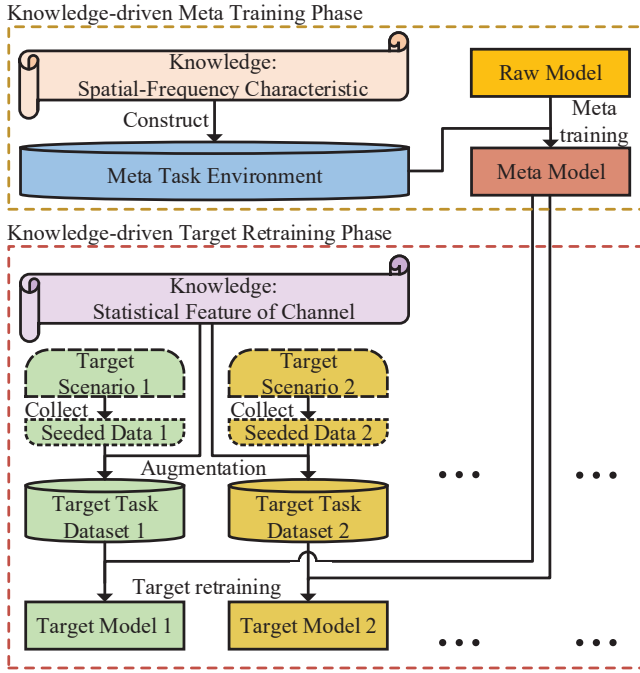 Knowledge-driven Meta Training Phase
Knowledge:
Spatial-Frequency Characteristic
Raw Model
Construct
Meta
training
Meta Task Environment
Meta Model
Knowledge-driven Target Retraining Phase
Knowledge:
Statistical Feature of Channel
Target
Scenario 1
Target
Scenario 2
Collect
Collect
Seeded Data 1
Seeded Data 2
Augmentation
Target Task
Dataset 1
Target Task
Dataset 2
Target retraining
Target Model 1
Target Model 2